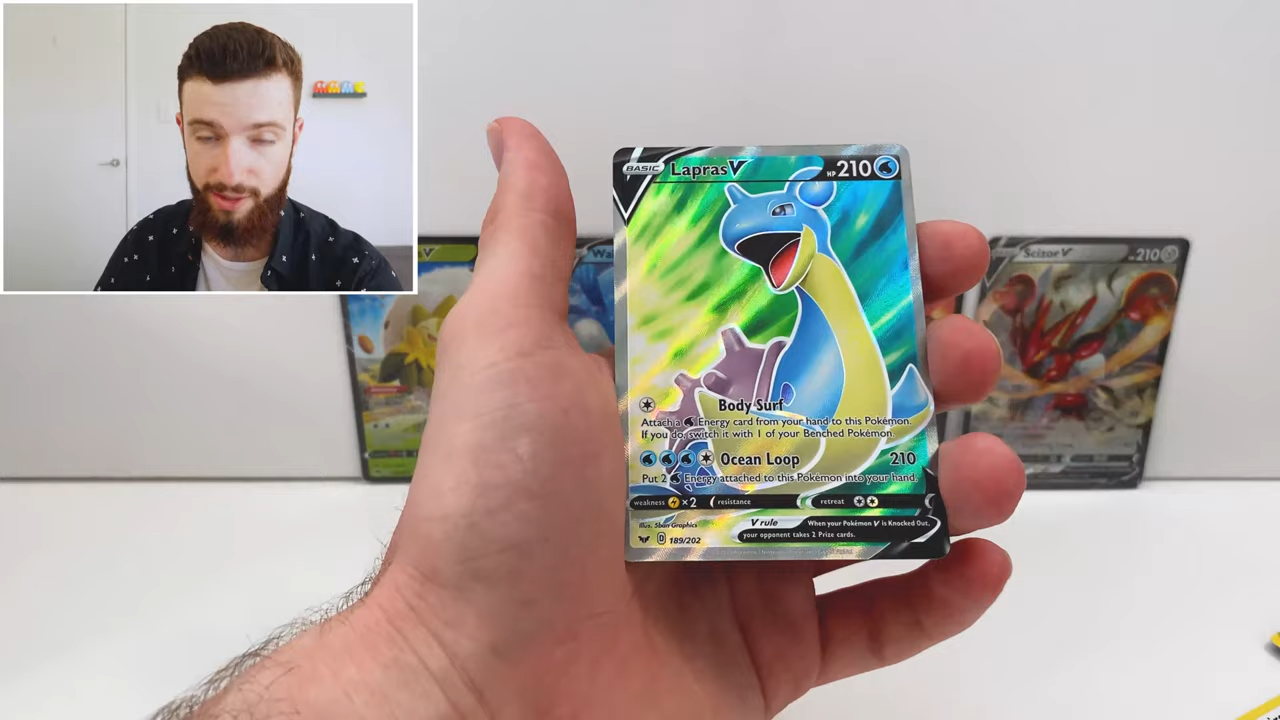 BASIC Lapras V HP 210
Body Surf
Attach a Energy card from your hand to this Pokémon.
If you do, switch it with 1 of your Benched Pokémon.
Ocean Loop 210
Put 2 Energy attached to this Pokémon into your hand.
weakness ×2 resistance retreat
Illus. 5ban Graphics
V rule When your Pokémon V is Knocked Out,
your opponent takes 2 Prize cards.
D 189/202
V
Wa
Scizor V 210